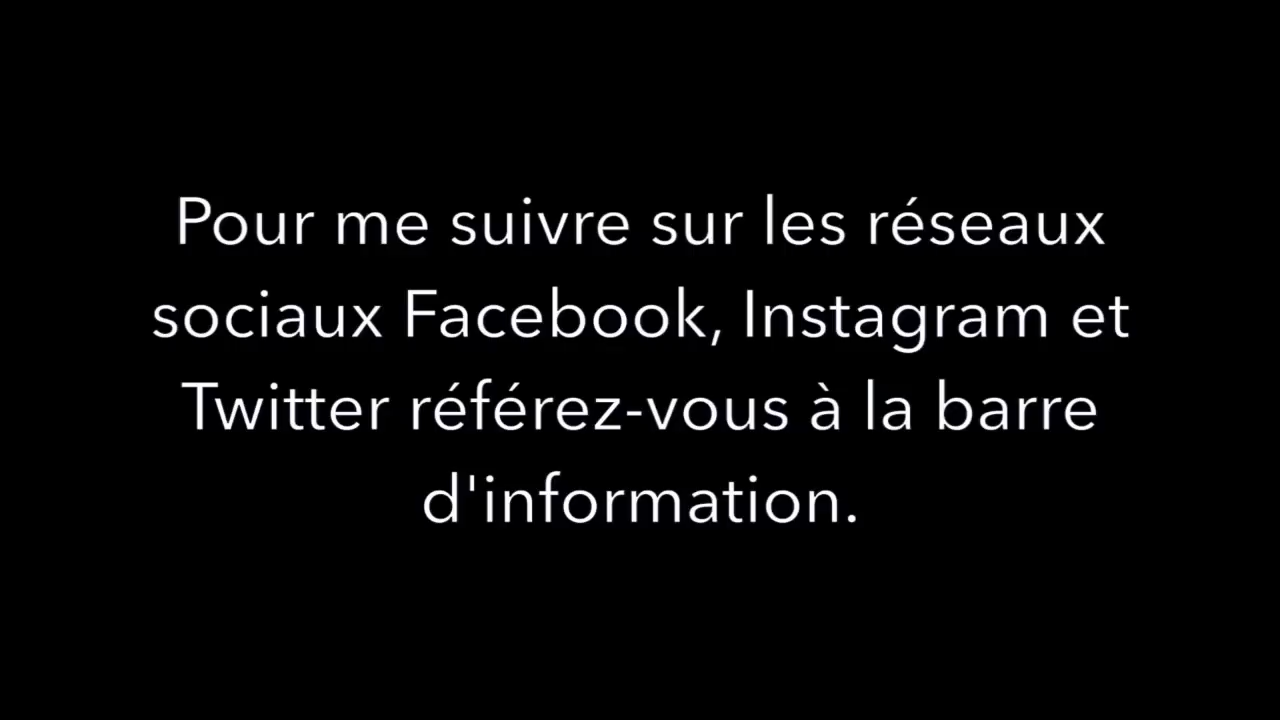 Pour me suivre sur les réseaux
sociaux Facebook, Instagram et
Twitter référez-vous à la barre
d'information.